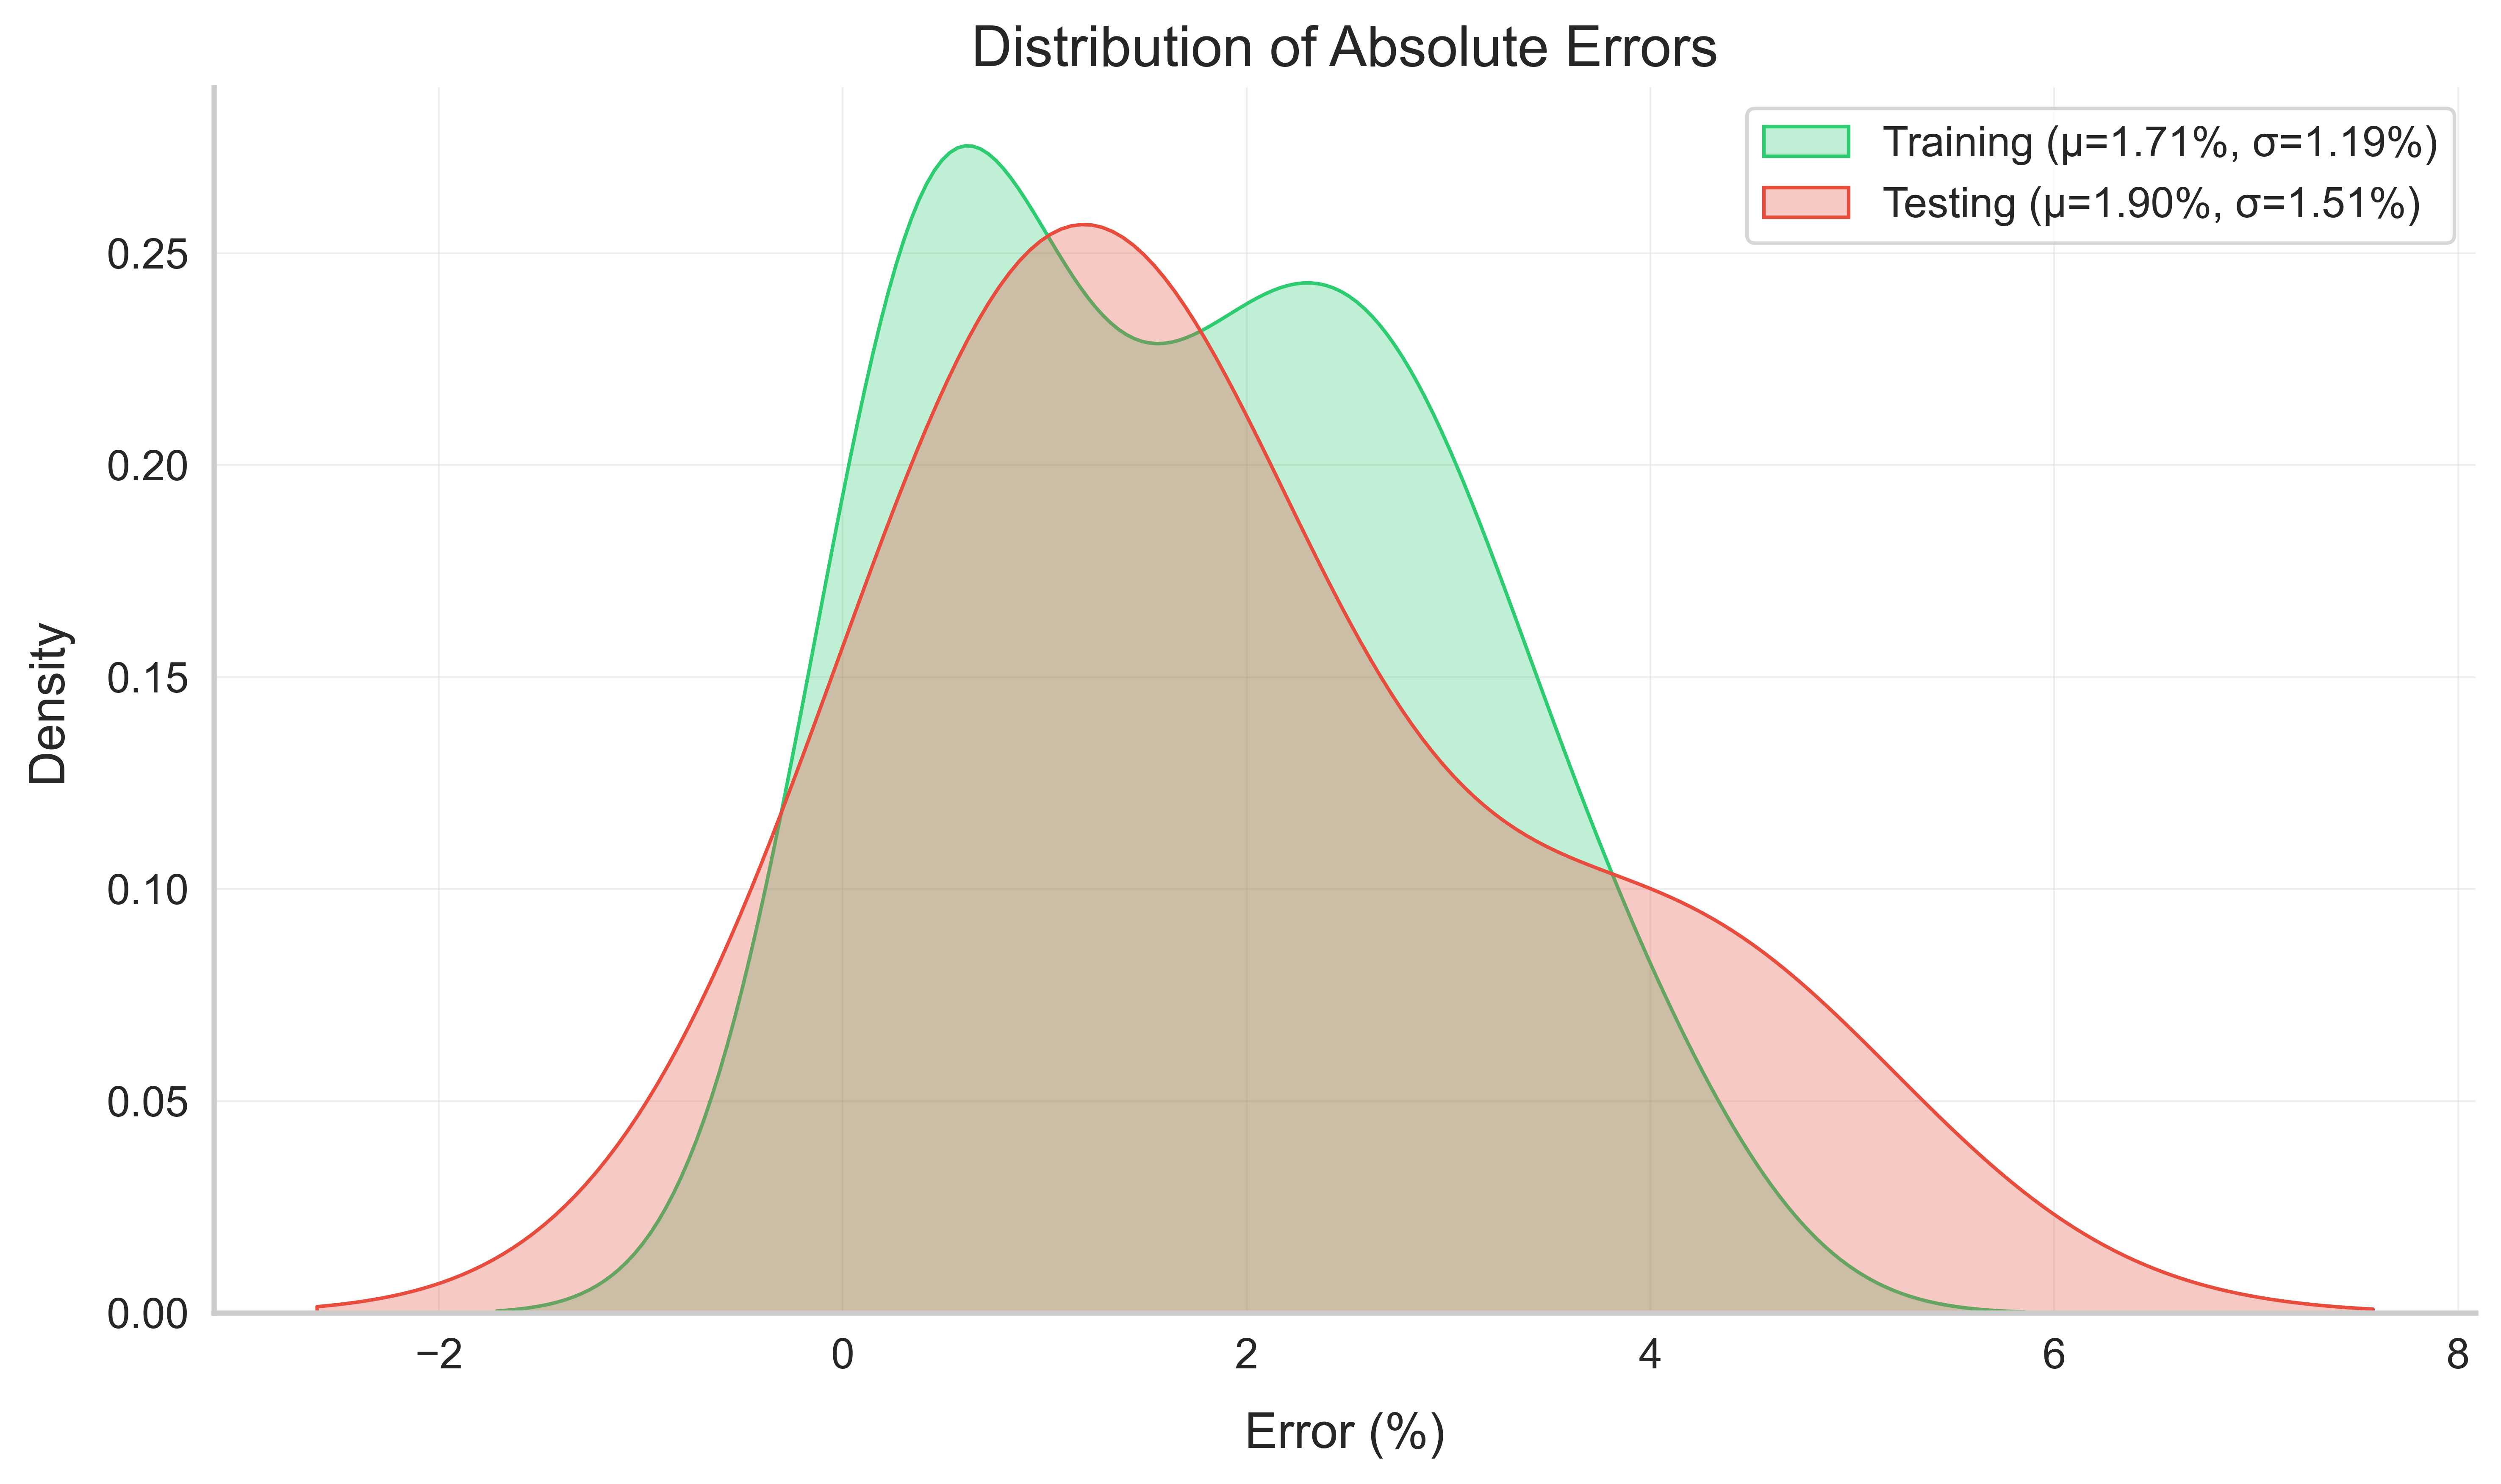 Distribution of Absolute Errors
Training (μ=1.71%, σ=1.19%)
Testing (μ=1.90%, σ=1.51%)
Density
0.25
0.20
0.15
0.10
0.05
0.00
−2 0 2 4 6 8
Error (%)